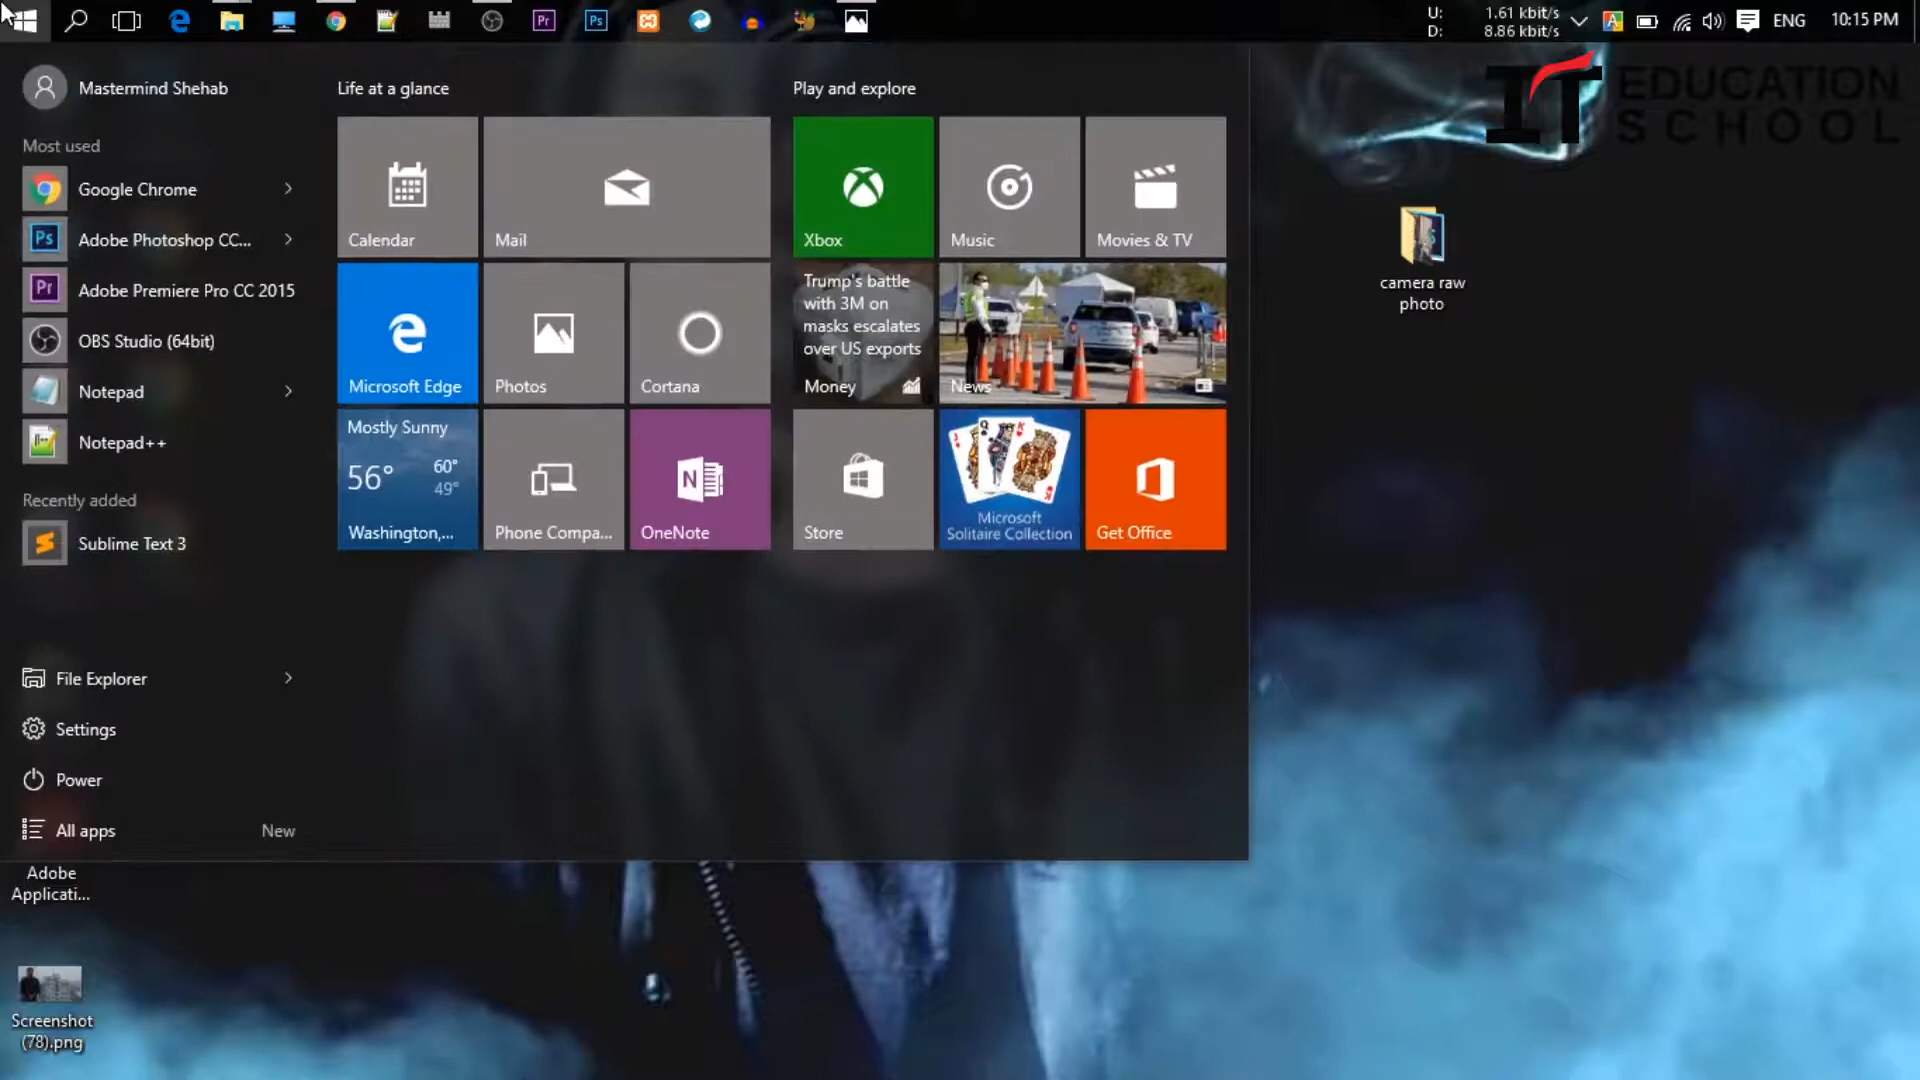 U: 1.61 kbit/s
D: 8.86 kbit/s
ENG
10:15 PM
IT EDUCATION
SCHOOL
Mastermind Shehab
Most used
Google Chrome
Adobe Photoshop CC...
Adobe Premiere Pro CC 2015
OBS Studio (64bit)
Notepad
Notepad++
Recently added
Sublime Text 3
File Explorer
Settings
Power
All apps
New
Life at a glance
Calendar
Mail
Microsoft Edge
Photos
Cortana
Mostly Sunny
56°
60°
49°
Washington,...
Phone Compa...
OneNote
Play and explore
Xbox
Music
Movies & TV
Trump's battle
with 3M on
masks escalates
over US exports
Money
News
Store
Microsoft
Solitaire Collection
Get Office
camera raw
photo
Adobe
Applicati...
Screenshot
(78).png